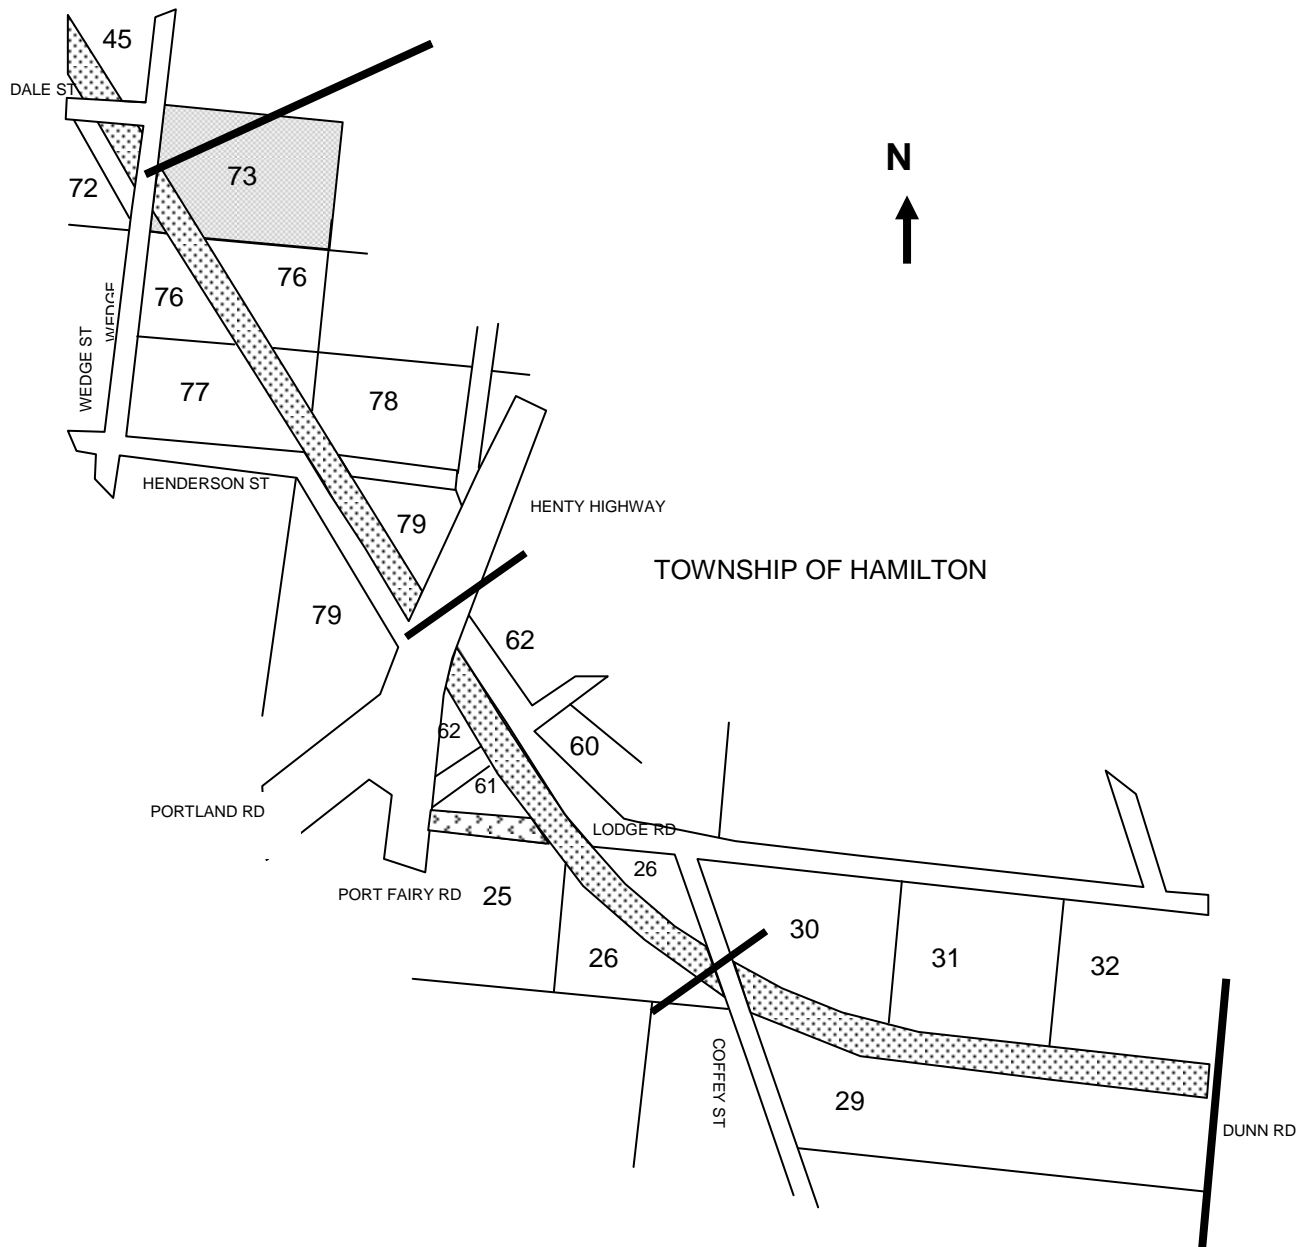 45
DALE ST
N
73
72
76
76
WEDGE
WEDGE ST
77
78
HENDERSON ST
HENTY HIGHWAY
79
TOWNSHIP OF HAMILTON
79
62
62
60
61
PORTLAND RD
LODGE RD
26
PORT FAIRY RD
25
30
26
31
32
COFFEY ST
29
DUNN RD